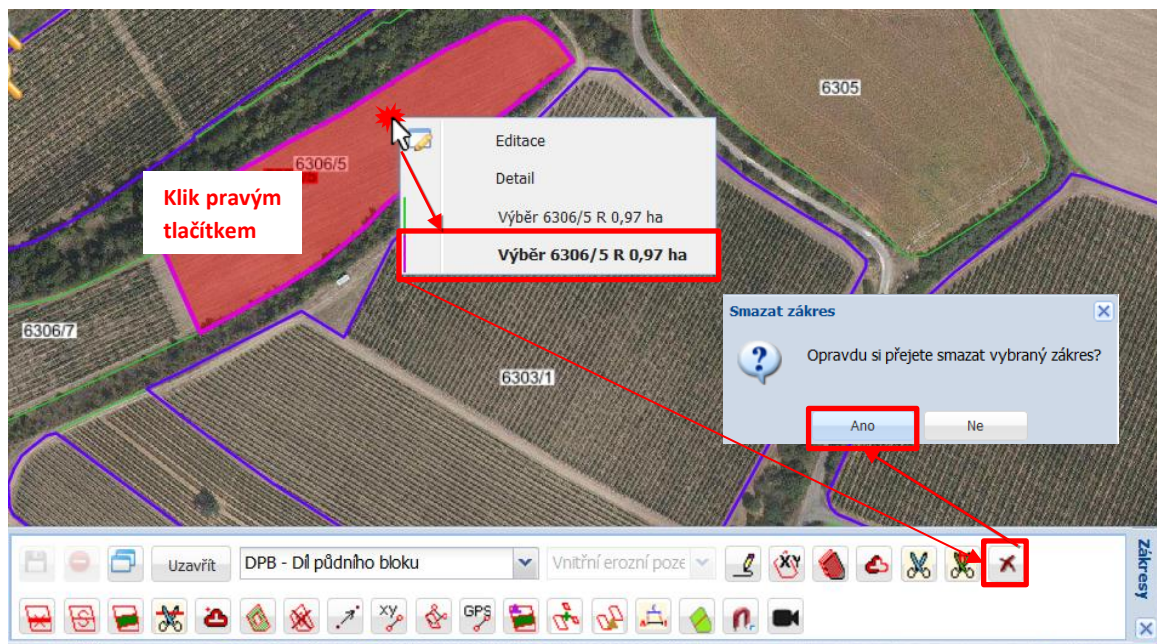 6305
Editace
6306/5
Detail
Klik pravým
tlačítkem
Výběr 6306/5 R 0,97 ha
Výběr 6306/5 R 0,97 ha
6306/7
Smazat zákres
Opravdu si přejete smazat vybraný zákres?
6303/1
Ano
Ne
Uzavřít
DPB - Díl půdního bloku
Vnitřní erozní poze
XY
Zákresy
xy
GPS